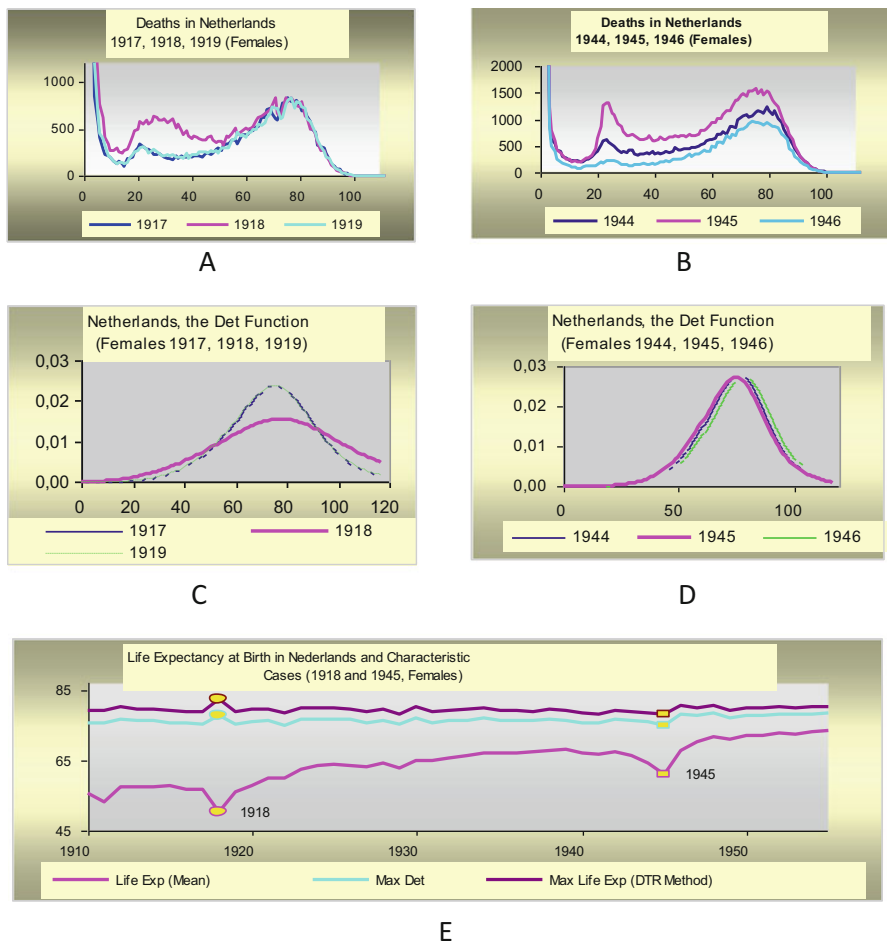 Deaths in Netherlands
1917, 1918, 1919 (Females)
1000
500
0
0 20 40 60 80 100
1917 1918 1919
A
Deaths in Netherlands
1944, 1945, 1946 (Females)
2000
1500
1000
500
0
0 20 40 60 80 100
1944 1945 1946
B
Netherlands, the Det Function
(Females 1917, 1918, 1919)
0,03
0,02
0,01
0,00
0 20 40 60 80 100 120
1917 1918
1919
C
Netherlands, the Det Function
(Females 1944, 1945, 1946)
0,03
0,02
0,01
0,00
0 50 100
1944 1945 1946
D
Life Expectancy at Birth in Nederlands and Characteristic
Cases (1918 and 1945, Females)
85
65
45
1918
1945
1910 1920 1930 1940 1950
Life Exp (Mean) Max Det Max Life Exp (DTR Method)
E